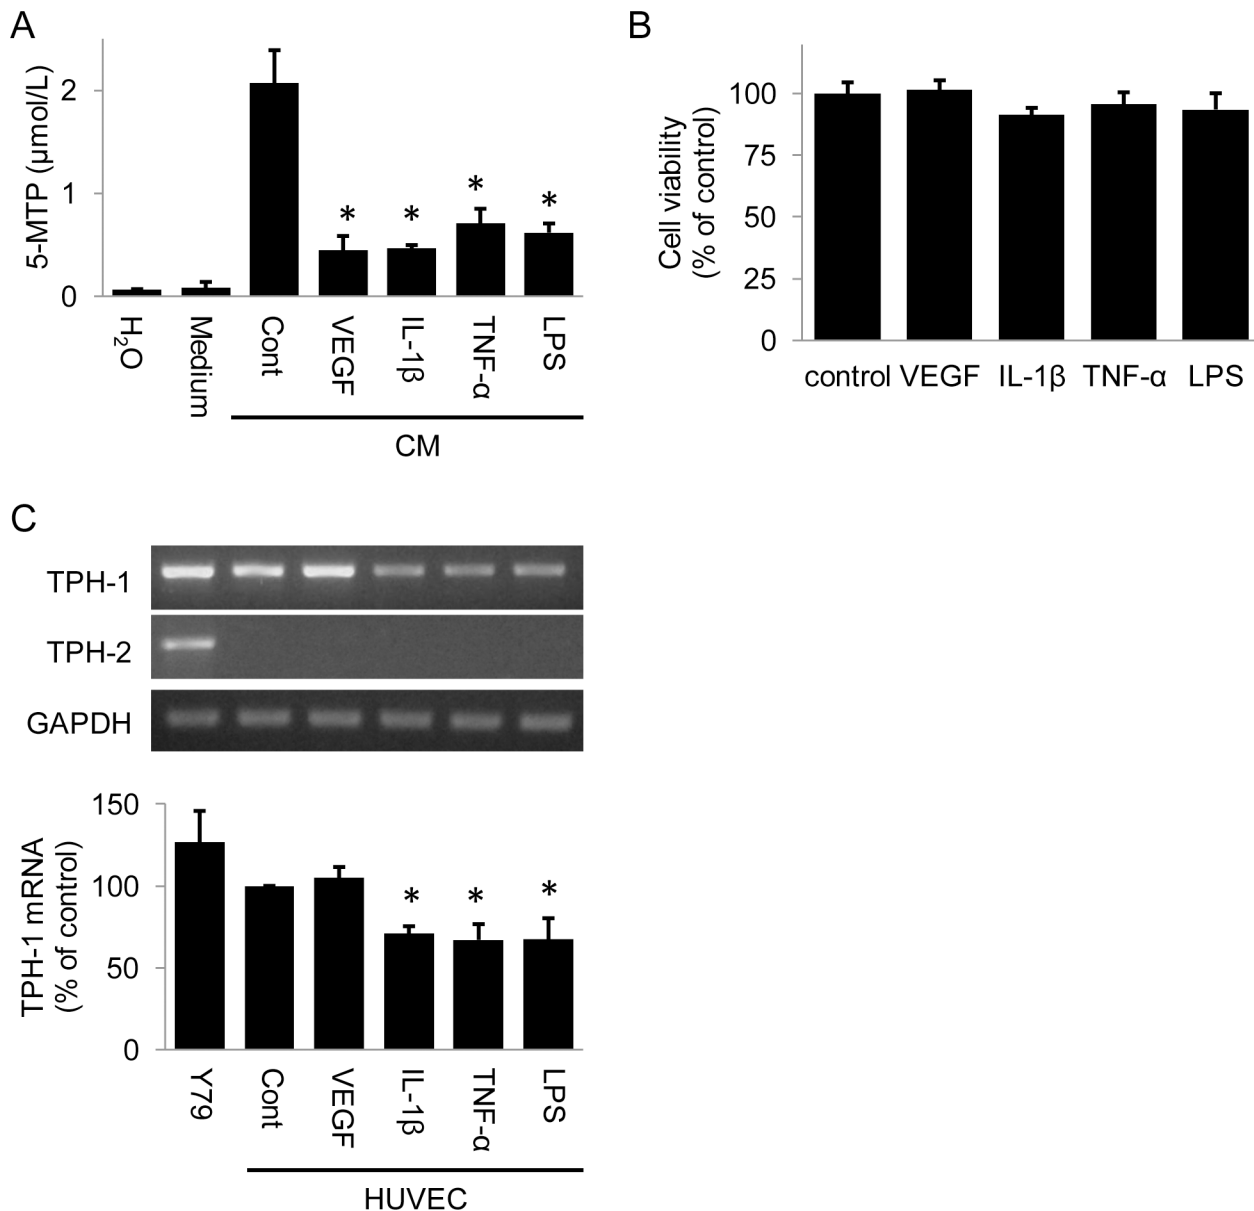 A
5-MTP (µmol/L)
2
1
0
*
*
*
*
H₂O
Medium
Cont
VEGF
IL-1β
TNF-α
LPS
CM
B
Cell viability
(% of control)
100
75
50
25
0
control VEGF IL-1β TNF-α LPS
C
TPH-1
TPH-2
GAPDH
TPH-1 mRNA
(% of control)
150
100
50
0
*
*
*
Y79
Cont
VEGF
IL-1β
TNF-α
LPS
HUVEC